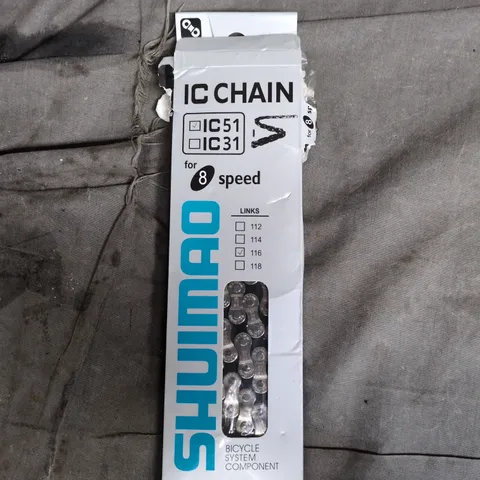 IC CHAIN
IC51
IC31
for 8 speed
LINKS
112
114
116
118
SHUIMAO
BICYCLE
SYSTEM
COMPONENT